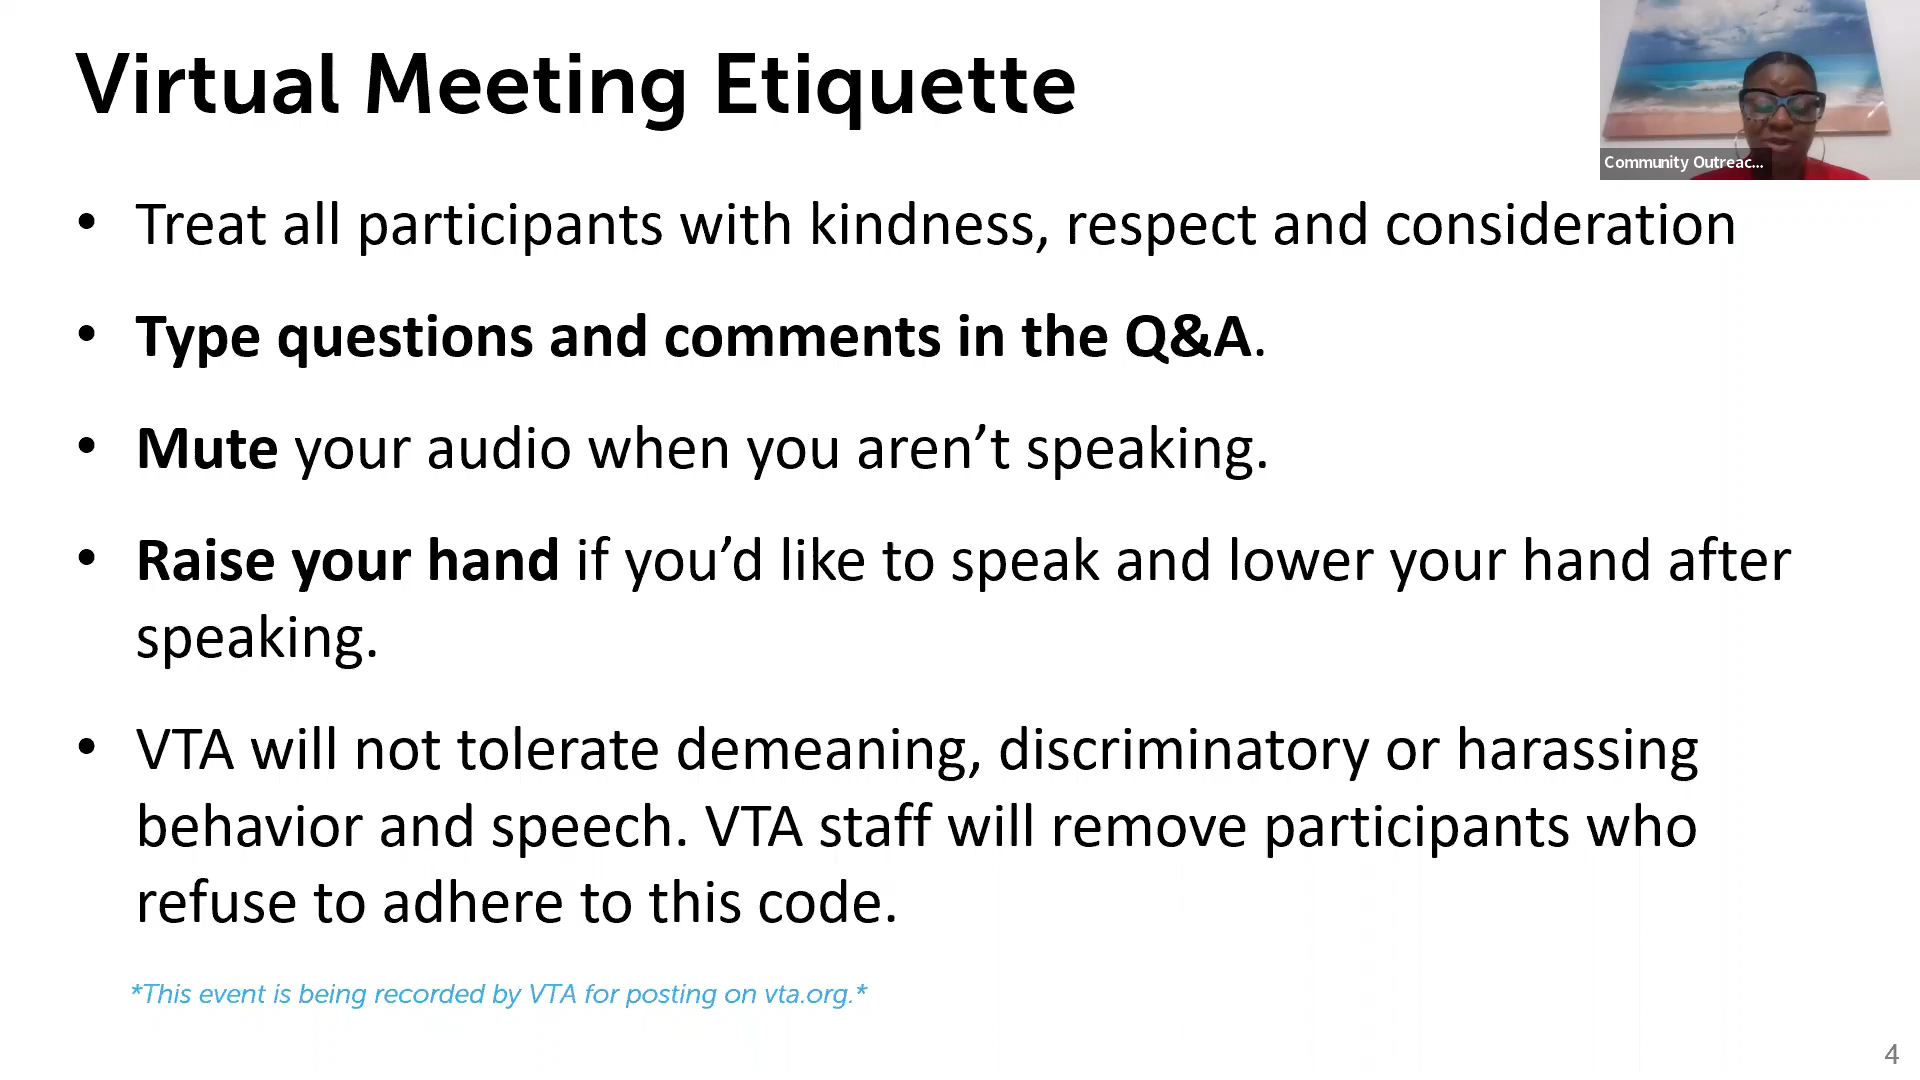 Virtual Meeting Etiquette
Community Outreac...
• Treat all participants with kindness, respect and consideration
• Type questions and comments in the Q&A.
• Mute your audio when you aren’t speaking.
• Raise your hand if you’d like to speak and lower your hand after
speaking.
• VTA will not tolerate demeaning, discriminatory or harassing
behavior and speech. VTA staff will remove participants who
refuse to adhere to this code.
*This event is being recorded by VTA for posting on vta.org.*
4